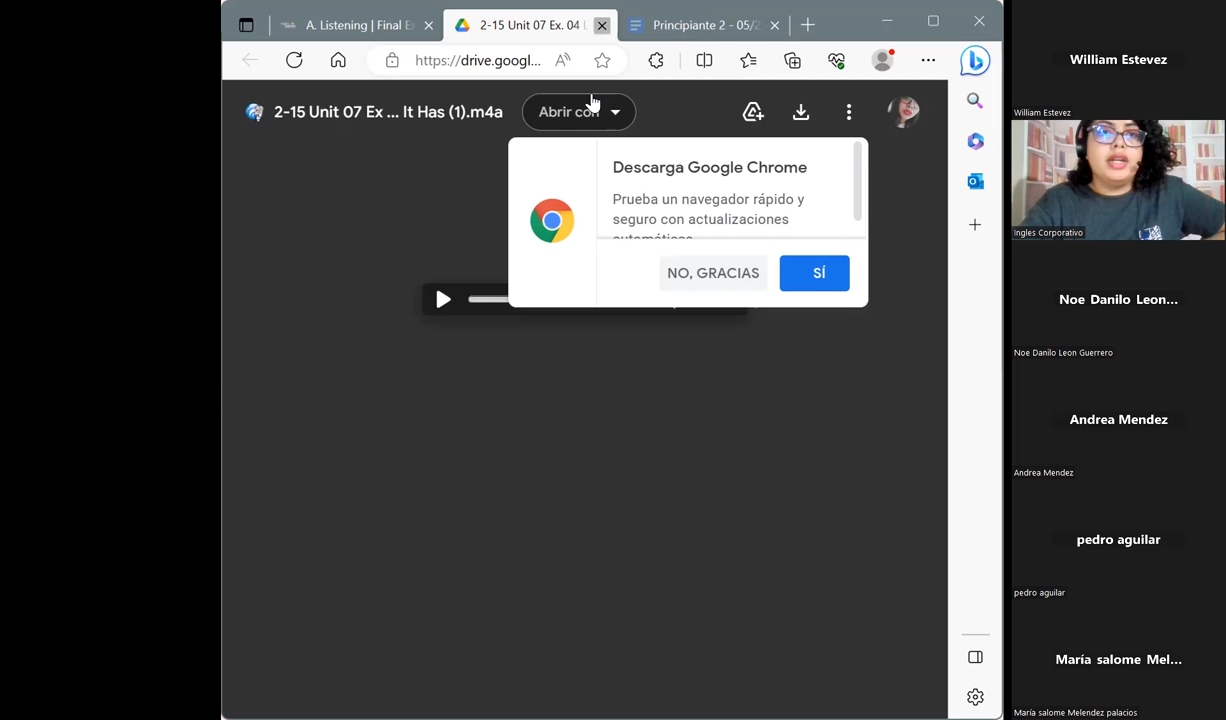 A. Listening | Final E
2-15 Unit 07 Ex. 04 L
Principiante 2 - 05/2
https://drive.googl...
2-15 Unit 07 Ex ... It Has (1).m4a
Abrir con
Descarga Google Chrome
Prueba un navegador rápido y
seguro con actualizaciones
automáticas
NO, GRACIAS
SÍ
William Estevez
William Estevez
Ingles Corporativo
Noe Danilo Leon...
Noe Danilo Leon Guerrero
Andrea Mendez
Andrea Mendez
pedro aguilar
pedro aguilar
María salome Mel...
María salome Melendez palacios